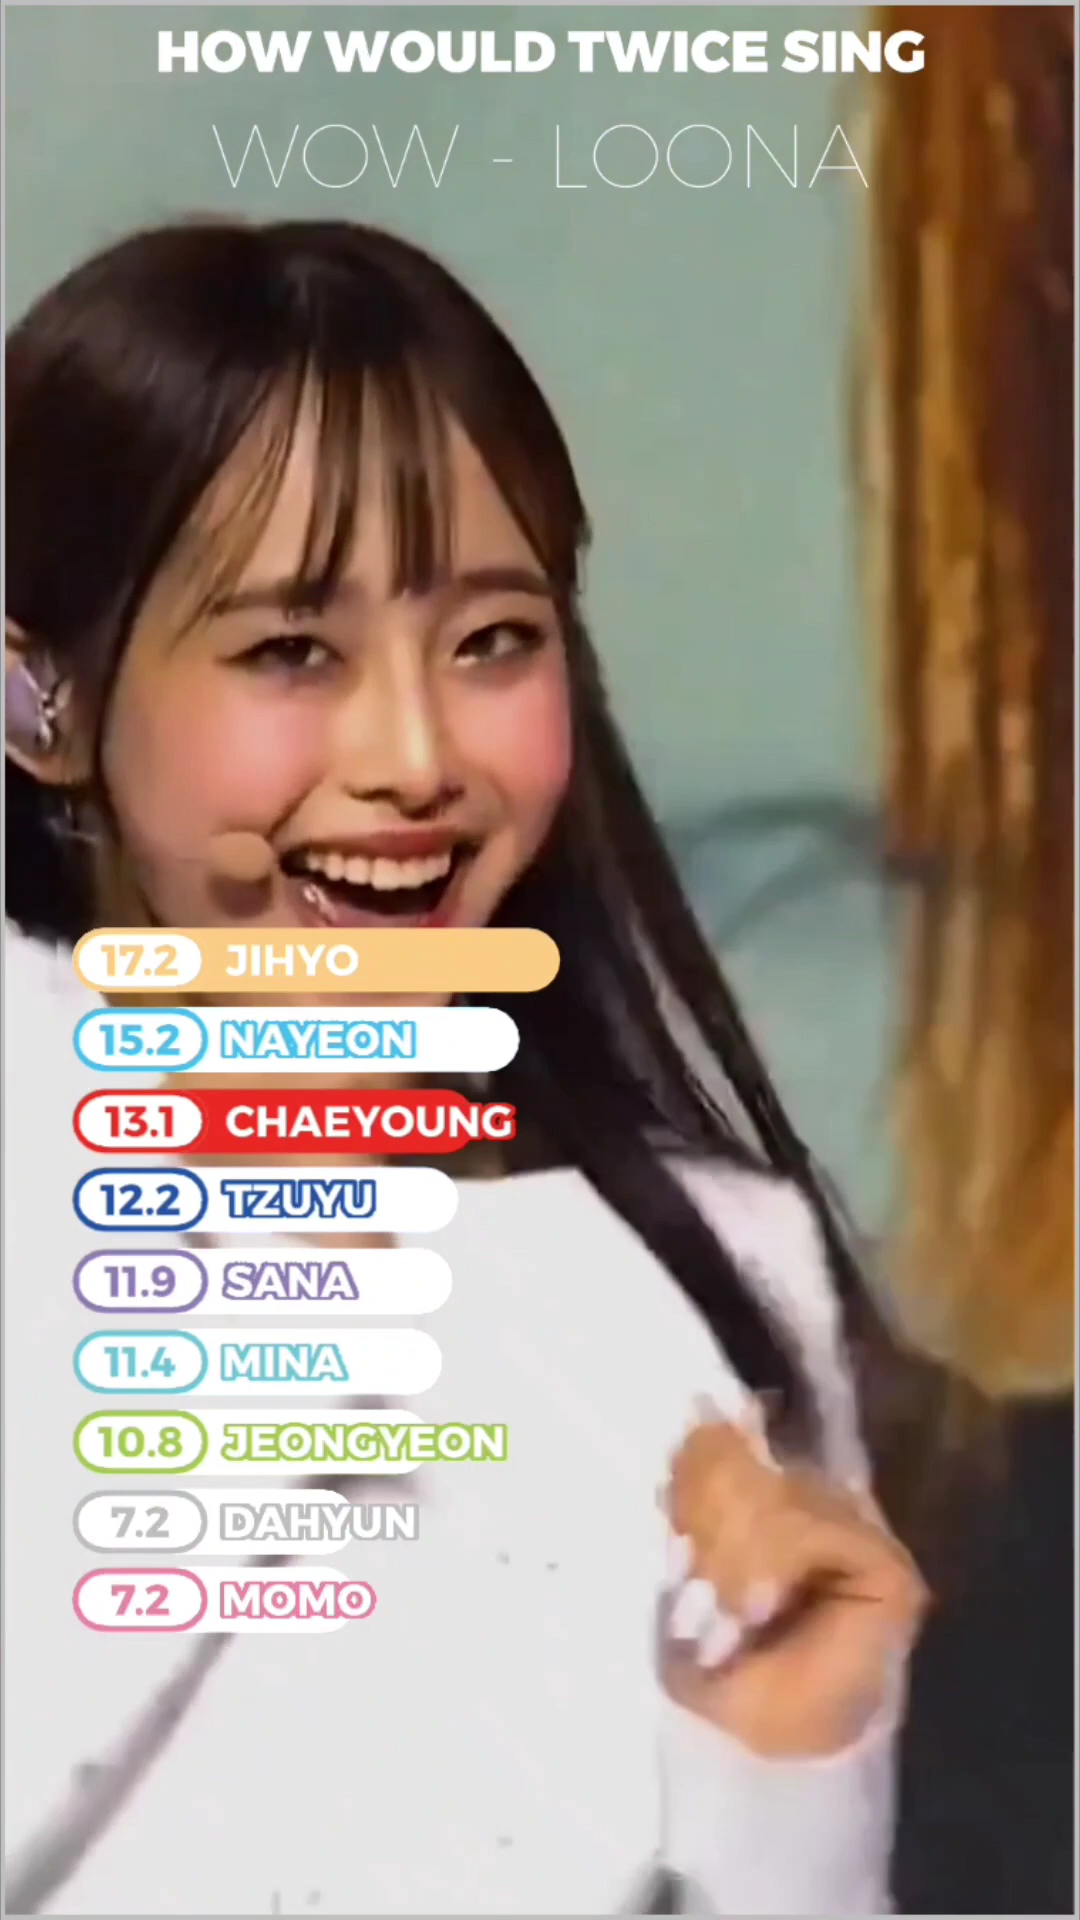 HOW WOULD TWICE SING
WOW - LOONA
17.2 JIHYO
15.2 NAYEON
13.1 CHAEYOUNG
12.2 TZUYU
11.9 SANA
11.4 MINA
10.8 JEONGYEON
7.2 DAHYUN
7.2 MOMO